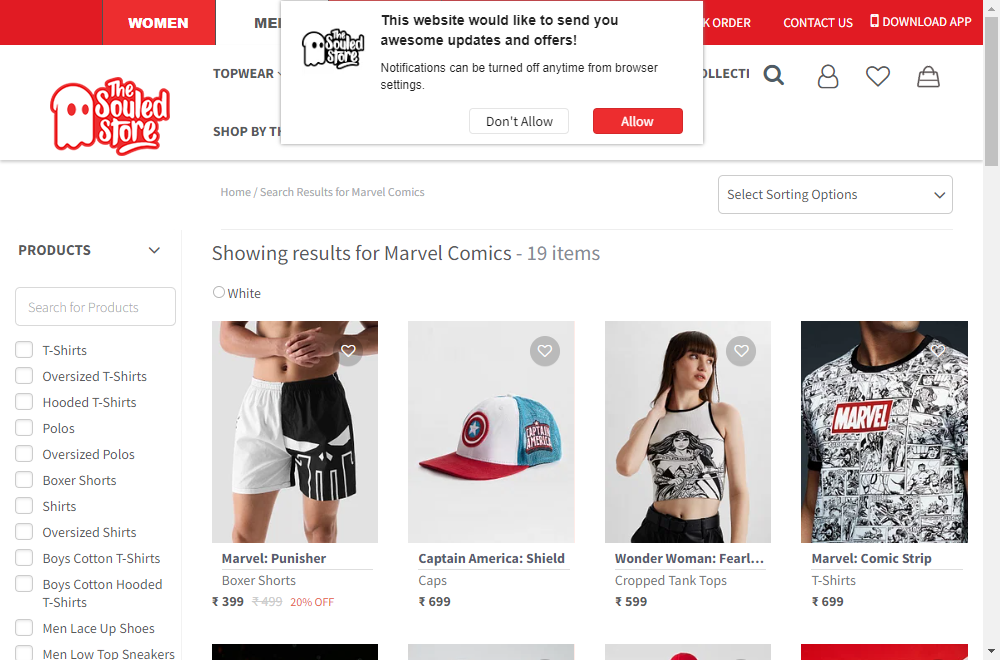 WOMEN
ME
K ORDER
CONTACT US
DOWNLOAD APP
This website would like to send you
awesome updates and offers!
Notifications can be turned off anytime from browser
settings.
Don't Allow
Allow
The
Souled
Store
The
Souled
Store
TOPWEAR
OLLECTI
SHOP BY TH
Home / Search Results for Marvel Comics
Select Sorting Options
PRODUCTS
Showing results for Marvel Comics - 19 items
White
Search for Products
T-Shirts
Oversized T-Shirts
Hooded T-Shirts
Polos
Oversized Polos
Boxer Shorts
Shirts
Oversized Shirts
Boys Cotton T-Shirts
Boys Cotton Hooded
T-Shirts
Men Lace Up Shoes
Men Low Top Sneakers
CAPTAIN
AMERICA
MARVEL
Marvel: Punisher
Boxer Shorts
₹ 399 ₹ 499 20% OFF
Captain America: Shield
Caps
₹ 699
Wonder Woman: Fearl...
Cropped Tank Tops
₹ 599
Marvel: Comic Strip
T-Shirts
₹ 699